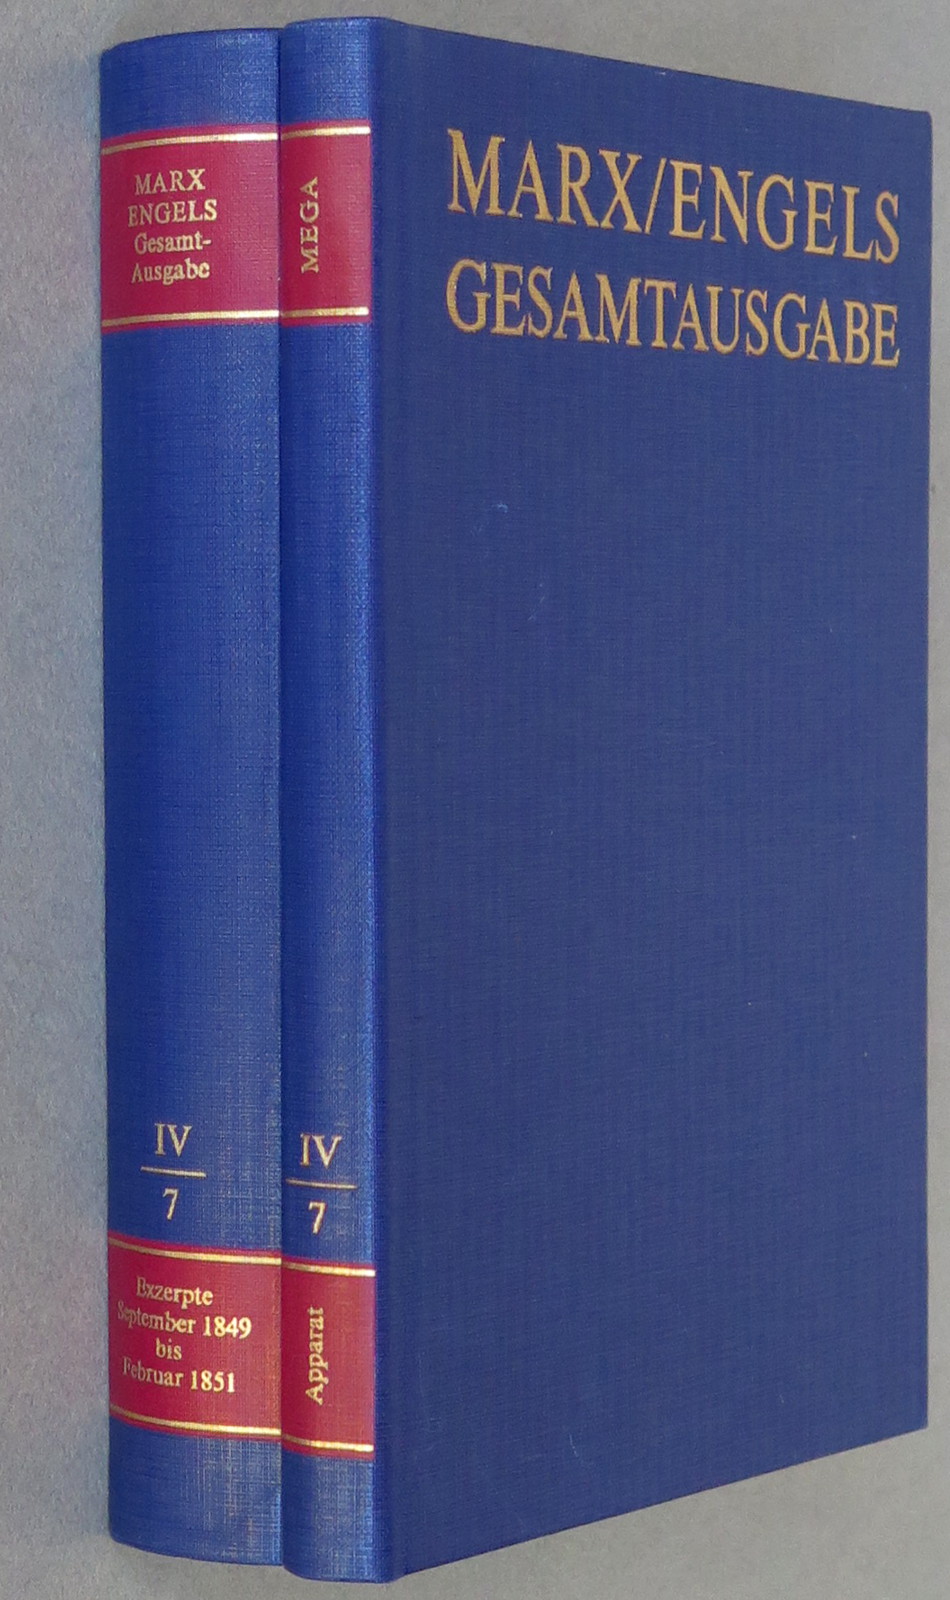 MARX
ENGELS
Gesamt-
Ausgabe
IV
7
Exzerpte
September 1849
bis
Februar 1851
MEGA
IV
7
Apparat
MARX/ENGELS
GESAMTAUSGABE